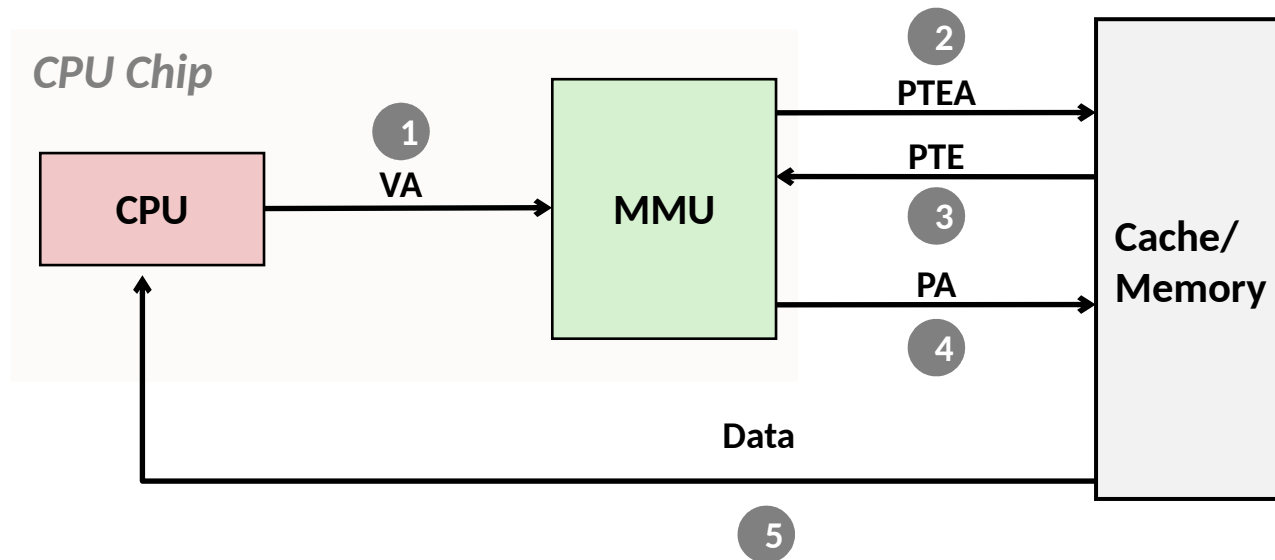 CPU Chip
2
PTEA
1
VA
PTE
CPU
MMU
3
Cache/
Memory
PA
4
Data
5